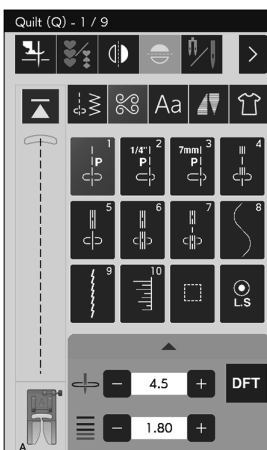 Quilt (Q) - 1 / 9
>
Aa
1 P
2 1/4" P
3 7mm P
4
5
6
7
8
9
10
L.S
- 4.5 + DFT
- 1.80 +
A